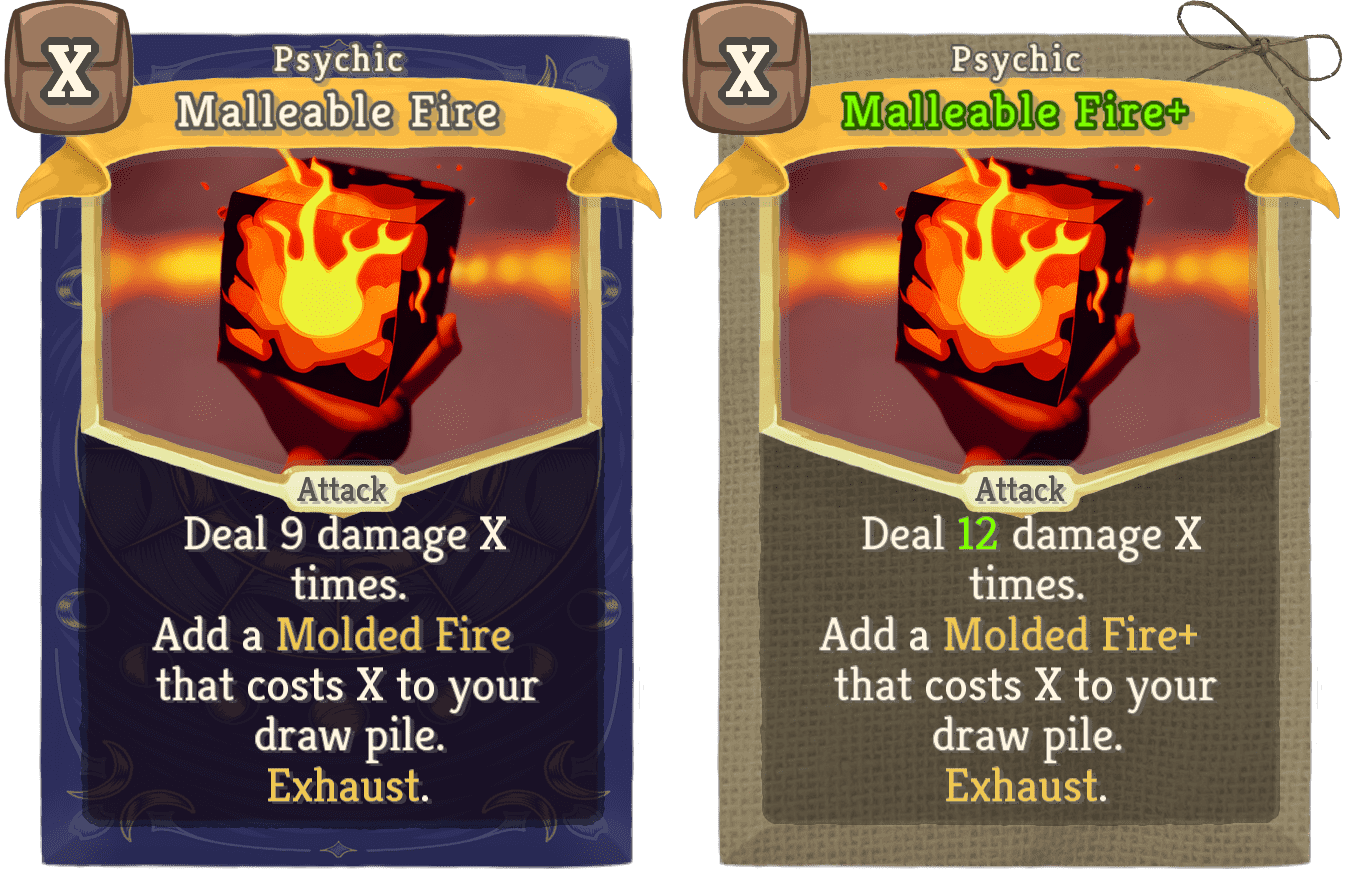 X
Psychic
Malleable Fire
Attack
Deal 9 damage X
times.
Add a Molded Fire
that costs X to your
draw pile.
Exhaust.
X
Psychic
Malleable Fire+
Attack
Deal 12 damage X
times.
Add a Molded Fire+
that costs X to your
draw pile.
Exhaust.